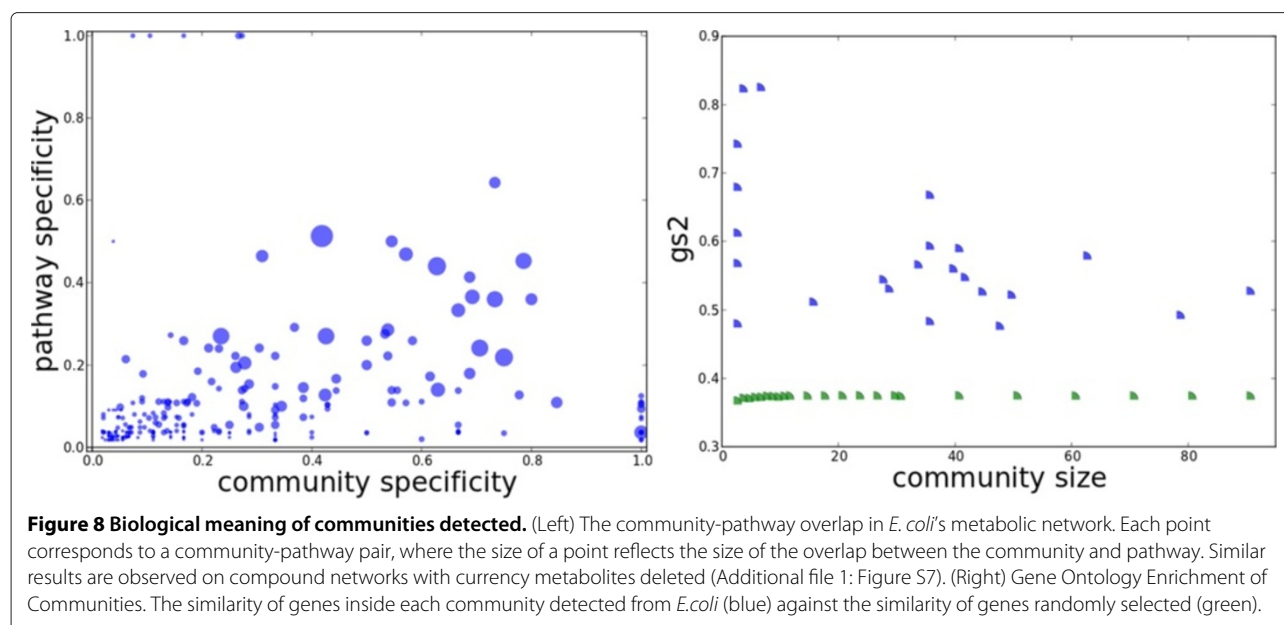 1.0
0.8
0.6
0.4
0.2
0.0
pathway specificity
0.0 0.2 0.4 0.6 0.8 1.0
community specificity
0.9
0.8
0.7
0.6
0.5
0.4
0.3
gs2
0 20 40 60 80
community size
Figure 8 Biological meaning of communities detected. (Left) The community-pathway overlap in E. coli's metabolic network. Each point
corresponds to a community-pathway pair, where the size of a point reflects the size of the overlap between the community and pathway. Similar
results are observed on compound networks with currency metabolites deleted (Additional file 1: Figure S7). (Right) Gene Ontology Enrichment of
Communities. The similarity of genes inside each community detected from E.coli (blue) against the similarity of genes randomly selected (green).